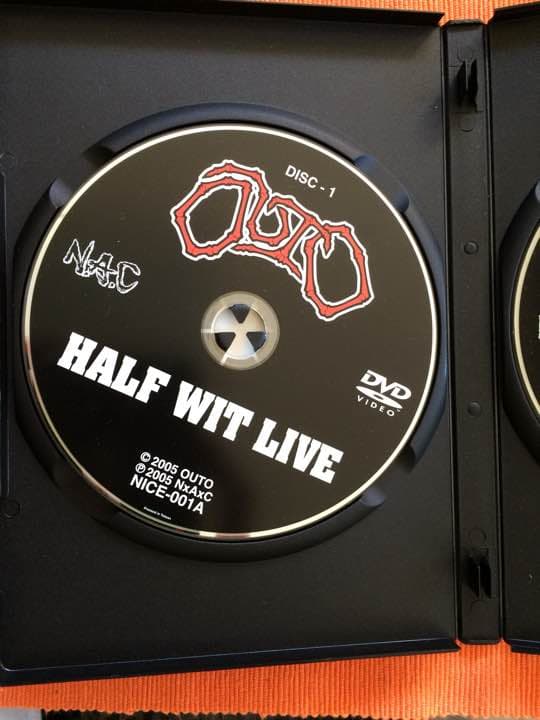 DISC - 1
OUTO
N.A.C
HALF WIT LIVE
DVD
VIDEO
© 2005 OUTO
℗ 2005 NxAxC
NICE-001A